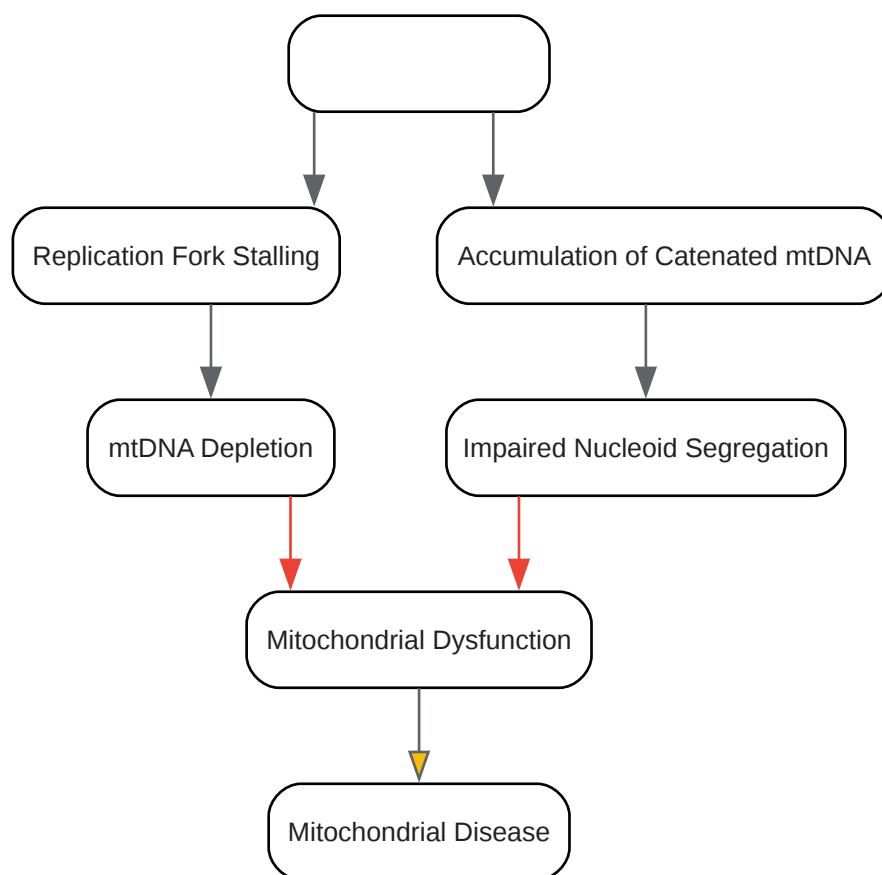 Replication Fork Stalling
Accumulation of Catenated mtDNA
mtDNA Depletion
Impaired Nucleoid Segregation
Mitochondrial Dysfunction
Mitochondrial Disease